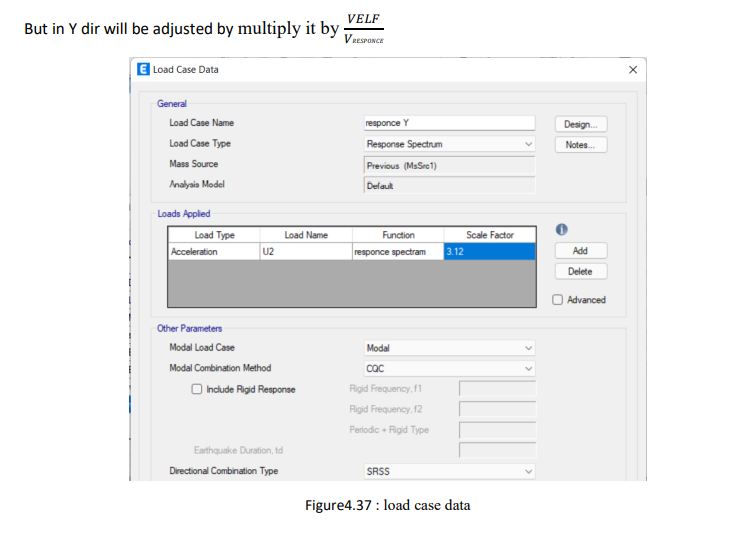 But in Y dir will be adjusted by multiply it by VELF / VRESPONCE
E Load Case Data
General
Load Case Name responce Y Design...
Load Case Type Response Spectrum Notes...
Mass Source Previous (MsSrc1)
Analysis Model Default
Loads Applied
Load Type Load Name Function Scale Factor
Acceleration U2 responce spectram 3.12 Add
Delete
Advanced
Other Parameters
Modal Load Case Modal
Modal Combination Method CQC
Include Rigid Response Rigid Frequency, f1
Rigid Frequency, f2
Periodic + Rigid Type
Earthquake Duration, td
Directional Combination Type SRSS
Figure4.37 : load case data